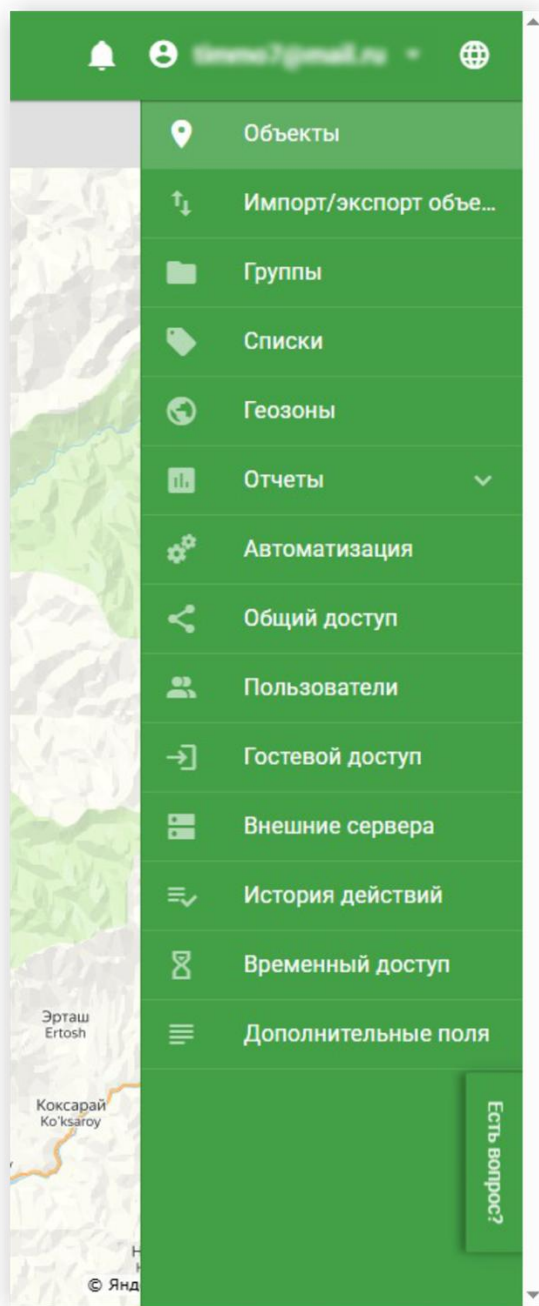 Объекты
Импорт/экспорт объе...
Группы
Списки
Геозоны
Отчеты
Автоматизация
Общий доступ
Пользователи
Гостевой доступ
Внешние сервера
История действий
Временный доступ
Дополнительные поля
Эрташ
Ertosh
Коксарай
Ko'ksaroy
Есть вопрос?
© Янд